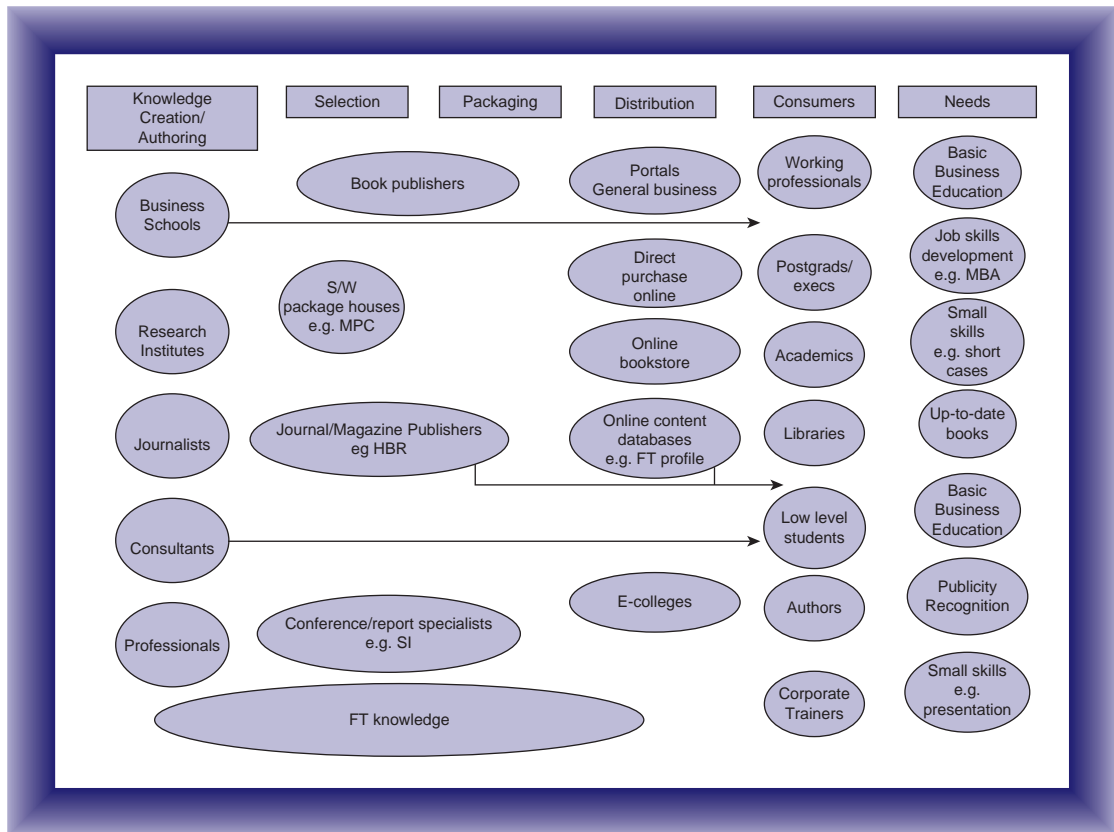 Knowledge
Creation/
Authoring
Selection
Packaging
Distribution
Consumers
Needs
Business
Schools
Research
Institutes
Journalists
Consultants
Professionals
Book publishers
S/W
package houses
e.g. MPC
Journal/Magazine Publishers
eg HBR
Conference/report specialists
e.g. SI
FT knowledge
Portals
General business
Direct
purchase
online
Online
bookstore
Online content
databases
e.g. FT profile
E-colleges
Working
professionals
Postgrads/
execs
Academics
Libraries
Low level
students
Authors
Corporate
Trainers
Basic
Business
Education
Job skills
development
e.g. MBA
Small
skills
e.g. short
cases
Up-to-date
books
Basic
Business
Education
Publicity
Recognition
Small skills
e.g.
presentation